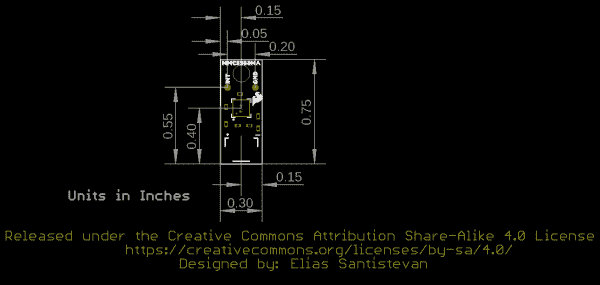 0.15
0.05
0.20
INT
GND
0.55
0.40
0.75
0.15
0.30
Units in Inches
Released under the Creative Commons Attribution Share-Alike 4.0 License
https://creativecommons.org/licenses/by-sa/4.0/
Designed by: Elias Santistevan